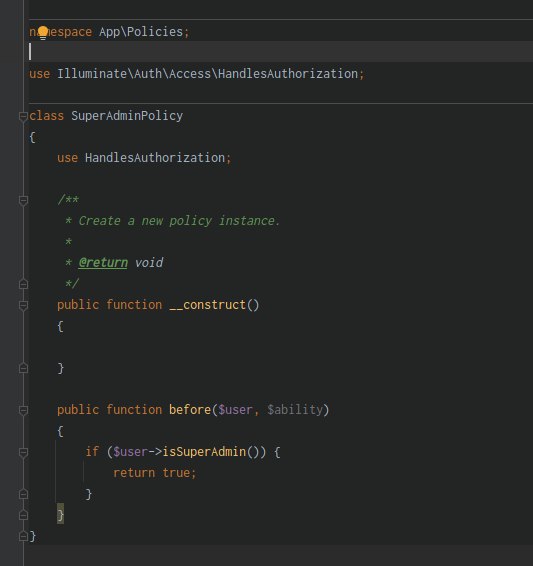 namespace App\Policies;
use Illuminate\Auth\Access\HandlesAuthorization;
class SuperAdminPolicy
{
use HandlesAuthorization;
/**
* Create a new policy instance.
*
* @return void
*/
public function __construct()
{
}
public function before($user, $ability)
{
if ($user->isSuperAdmin()) {
return true;
}
}
}